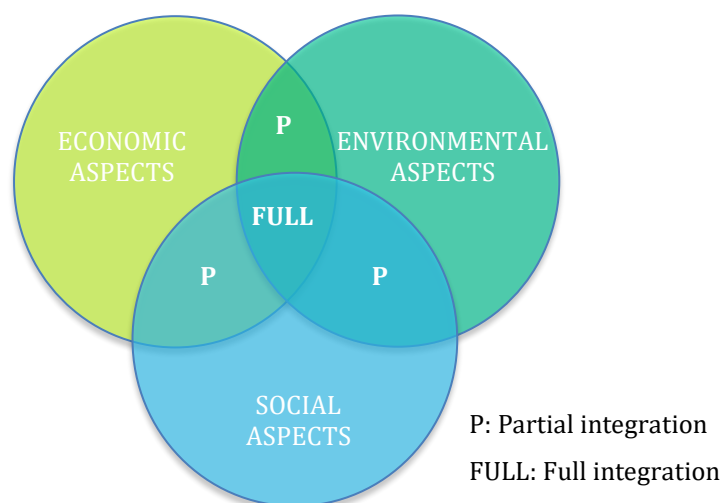 P
ECONOMIC
ASPECTS
ENVIRONMENTAL
ASPECTS
FULL
P
P
SOCIAL
ASPECTS
P: Partial integration
FULL: Full integration